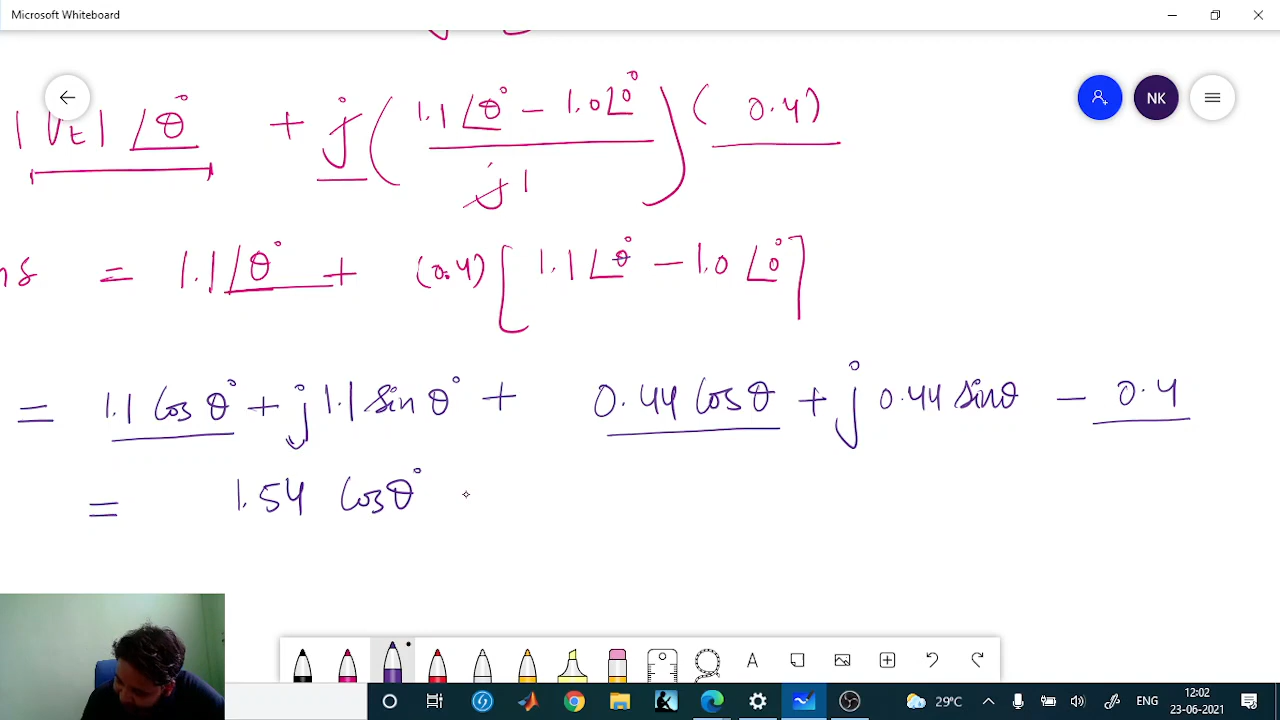 Microsoft Whiteboard
NK
|V_t| ∠θ° + j ( (1.1∠θ° − 1.0∠0°) / j1 ) ( 0.4 )
= 1.1∠θ° + (0.4) [ 1.1∠θ° − 1.0∠0° ]
= 1.1 cos θ° + j 1.1 sin θ° + 0.44 cos θ + j 0.44 sin θ − 0.4
= 1.54 cos θ°
A
29°C
ENG
12:02
23-06-2021